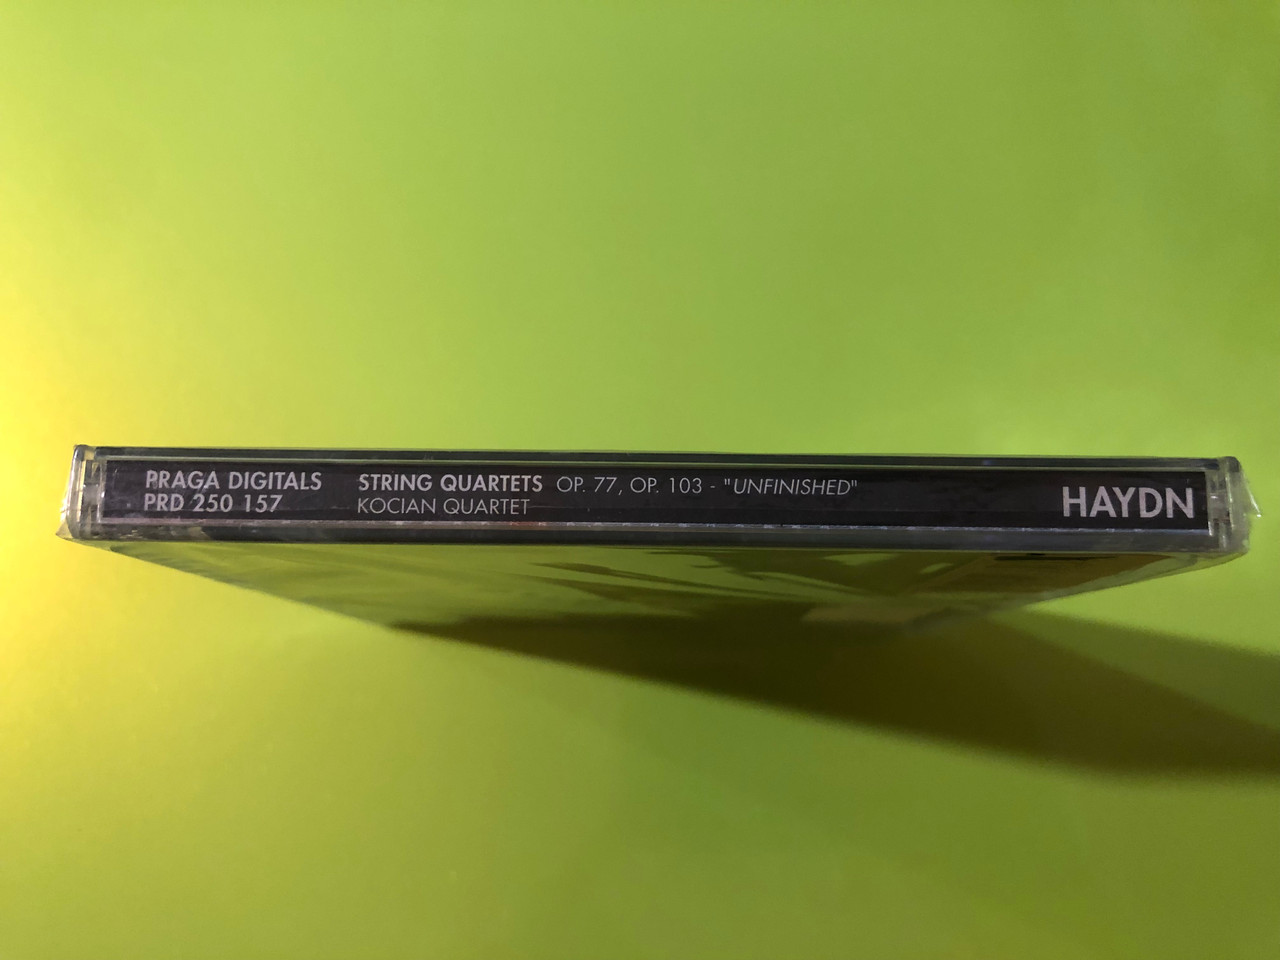 PRAGA DIGITALS
PRD 250 157
STRING QUARTETS OP. 77, OP. 103 - "UNFINISHED"
KOCIAN QUARTET
HAYDN